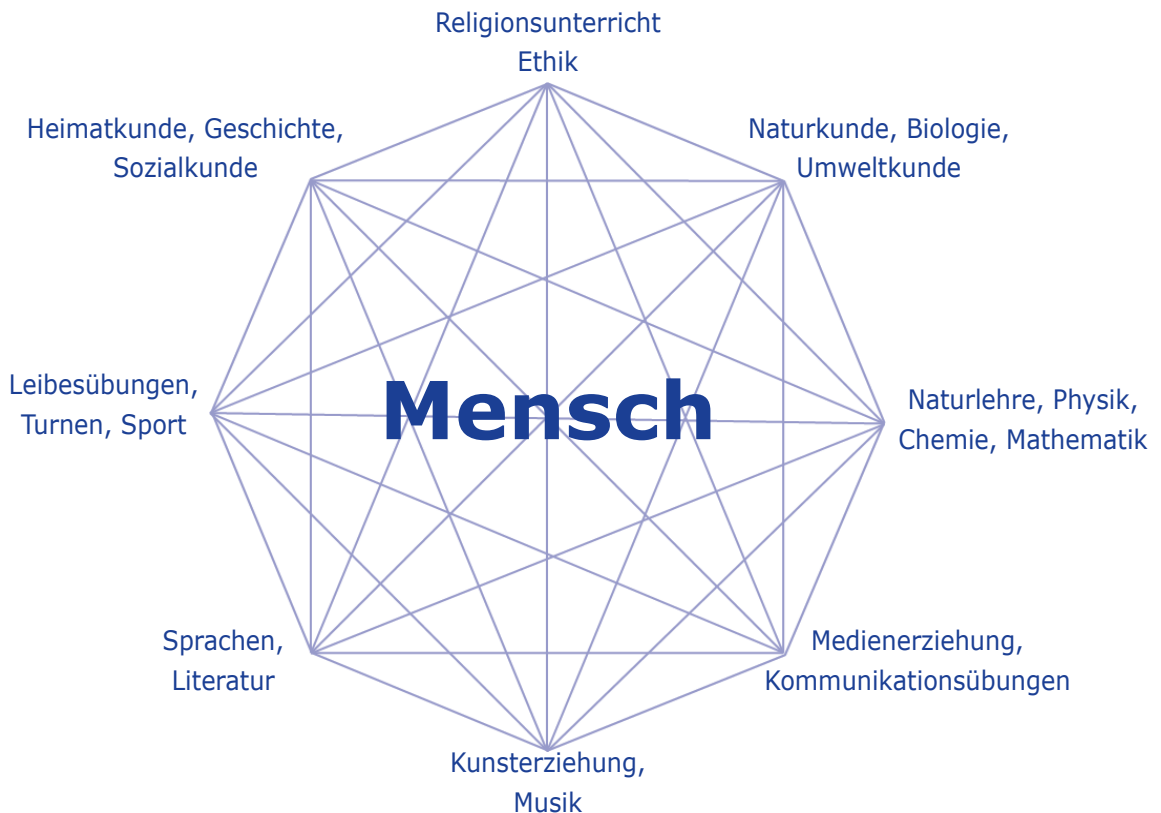 Religionsunterricht
Ethik
Heimatkunde, Geschichte,
Sozialkunde
Naturkunde, Biologie,
Umweltkunde
Leibesübungen,
Turnen, Sport
Mensch
Naturlehre, Physik,
Chemie, Mathematik
Sprachen,
Literatur
Medienerziehung,
Kommunikationsübungen
Kunsterziehung,
Musik